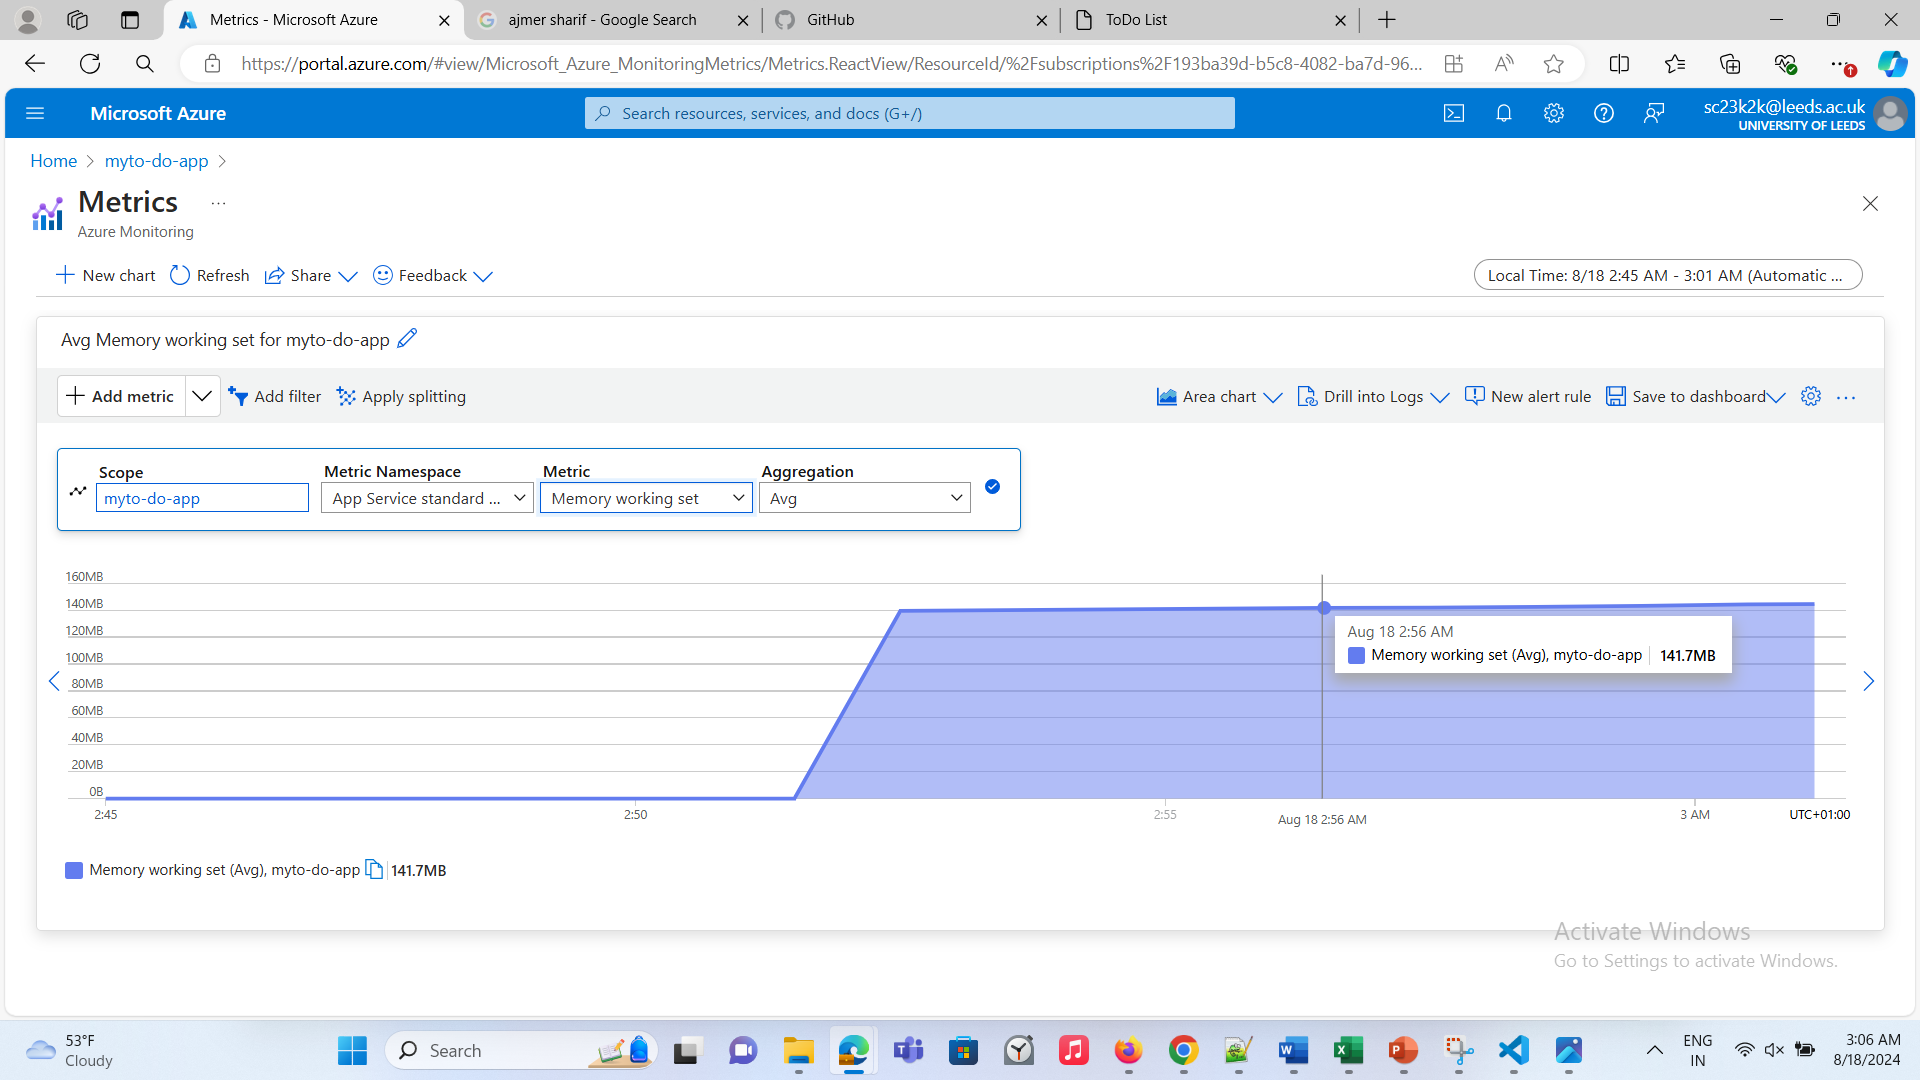 Metrics - Microsoft Azure
ajmer sharif - Google Search
GitHub
ToDo List
https://portal.azure.com/#view/Microsoft_Azure_MonitoringMetrics/Metrics.ReactView/ResourceId/%2Fsubscriptions%2F193ba39d-b5c8-4082-ba7d-96...
Microsoft Azure
Search resources, services, and docs (G+/)
sc23k2k@leeds.ac.uk
UNIVERSITY OF LEEDS
Home > myto-do-app >
Metrics ...
Azure Monitoring
New chart
Refresh
Share
Feedback
Local Time: 8/18 2:45 AM - 3:01 AM (Automatic ...
Avg Memory working set for myto-do-app
Add metric
Add filter
Apply splitting
Area chart
Drill into Logs
New alert rule
Save to dashboard
...
Scope
Metric Namespace
Metric
Aggregation
myto-do-app
App Service standard ...
Memory working set
Avg
160MB
140MB
120MB
100MB
80MB
60MB
40MB
20MB
0B
Aug 18 2:56 AM
Memory working set (Avg), myto-do-app
141.7MB
2:45
2:50
2:55
Aug 18 2:56 AM
3 AM
UTC+01:00
Memory working set (Avg), myto-do-app
141.7MB
Activate Windows
Go to Settings to activate Windows.
53°F
Cloudy
Search
ENG
IN
3:06 AM
8/18/2024